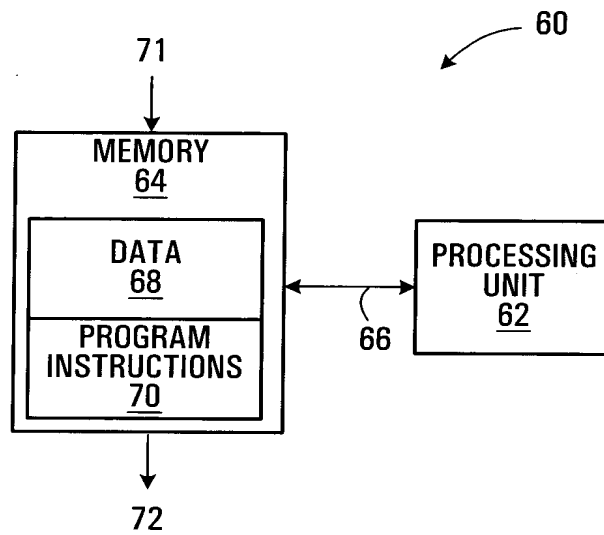 60
71
MEMORY
64
DATA
68
PROGRAM
INSTRUCTIONS
70
66
PROCESSING
UNIT
62
72